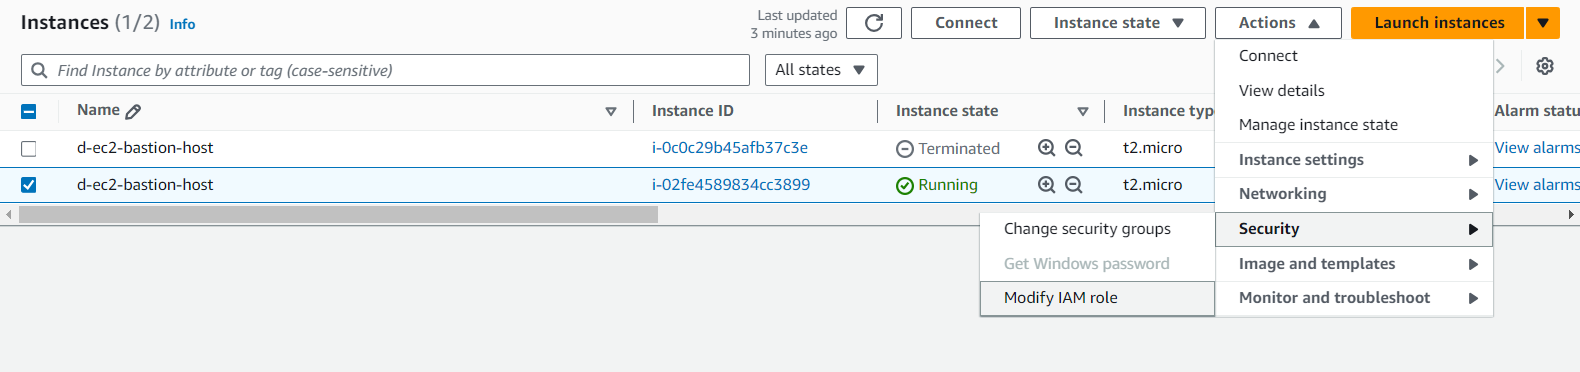 Instances (1/2) Info
Last updated
3 minutes ago
Connect
Instance state
Actions
Launch instances
Find Instance by attribute or tag (case-sensitive)
All states
Connect
View details
Manage instance state
Instance settings
Networking
Security
Image and templates
Monitor and troubleshoot
Name
Instance ID
Instance state
Instance typ
Alarm statu
d-ec2-bastion-host
i-0c0c29b45afb37c3e
Terminated
t2.micro
View alarms
d-ec2-bastion-host
i-02fe4589834cc3899
Running
t2.micro
View alarms
Change security groups
Get Windows password
Modify IAM role